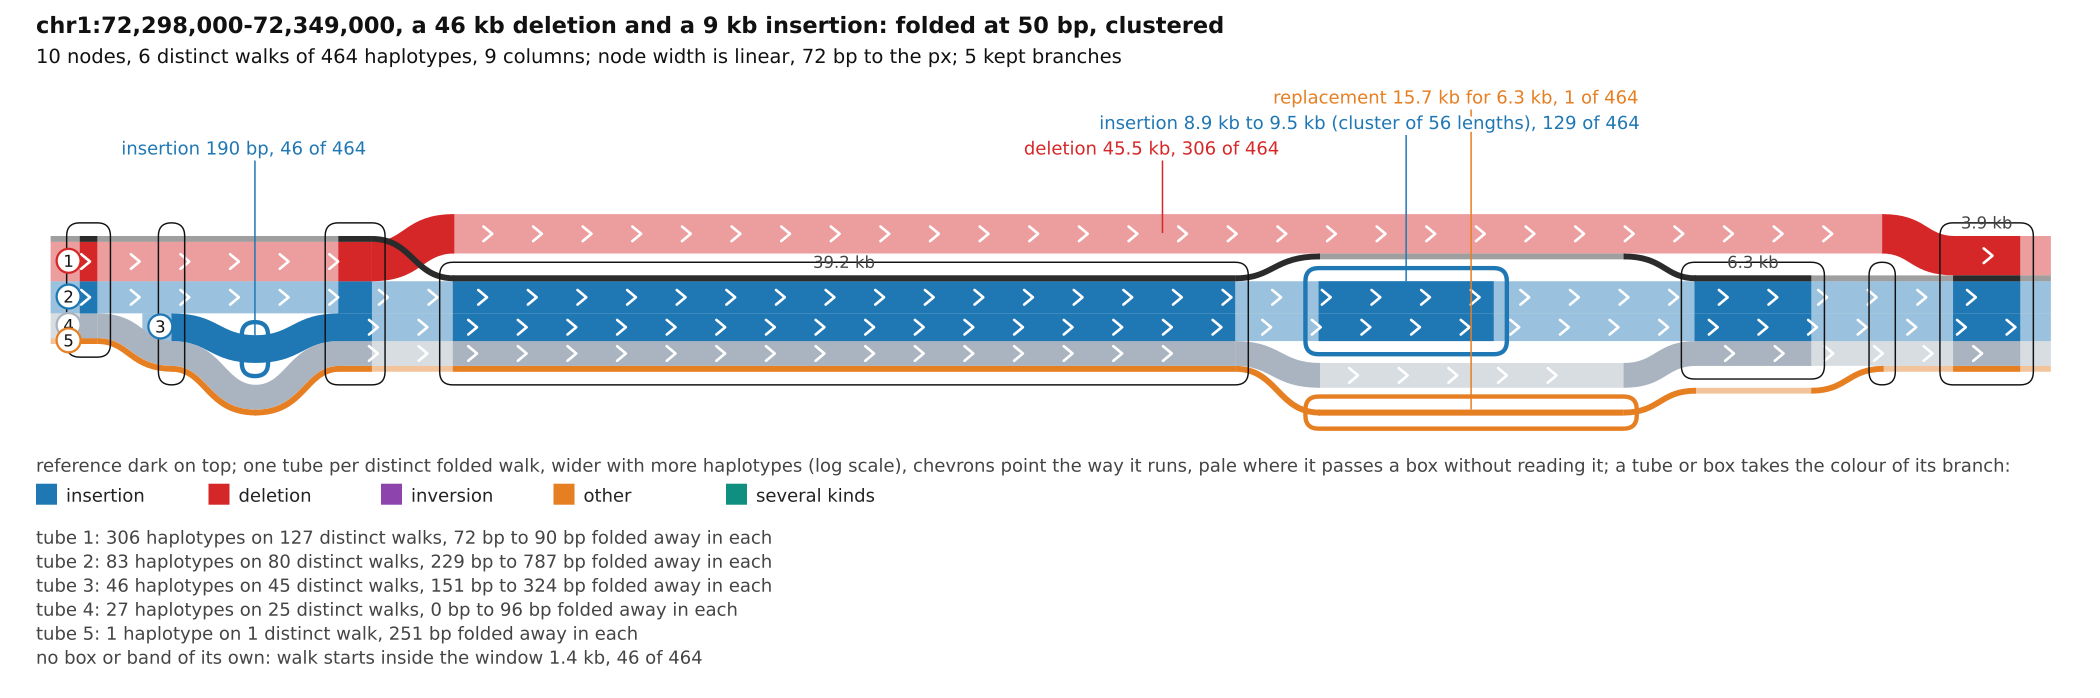 chr1:72,298,000-72,349,000, a 46 kb deletion and a 9 kb insertion: folded at 50 bp, clustered
10 nodes, 6 distinct walks of 464 haplotypes, 9 columns; node width is linear, 72 bp to the px; 5 kept branches
replacement 15.7 kb for 6.3 kb, 1 of 464
insertion 8.9 kb to 9.5 kb (cluster of 56 lengths), 129 of 464
insertion 190 bp, 46 of 464
deletion 45.5 kb, 306 of 464
3.9 kb
39.2 kb
6.3 kb
1
2
3
4
5
reference dark on top; one tube per distinct folded walk, wider with more haplotypes (log scale), chevrons point the way it runs, pale where it passes a box without reading it; a tube or box takes the colour of its branch:
insertion
deletion
inversion
other
several kinds
tube 1: 306 haplotypes on 127 distinct walks, 72 bp to 90 bp folded away in each
tube 2: 83 haplotypes on 80 distinct walks, 229 bp to 787 bp folded away in each
tube 3: 46 haplotypes on 45 distinct walks, 151 bp to 324 bp folded away in each
tube 4: 27 haplotypes on 25 distinct walks, 0 bp to 96 bp folded away in each
tube 5: 1 haplotype on 1 distinct walk, 251 bp folded away in each
no box or band of its own: walk starts inside the window 1.4 kb, 46 of 464